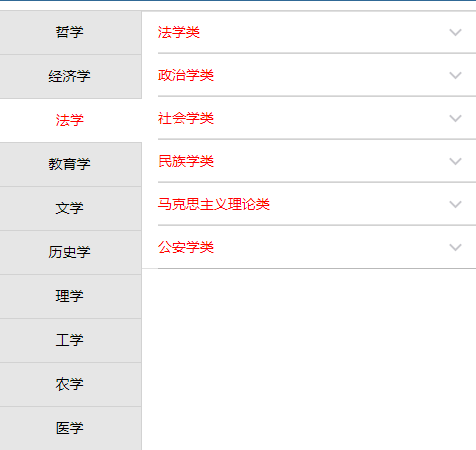 哲学
经济学
法学
教育学
文学
历史学
理学
工学
农学
医学
法学类
政治学类
社会学类
民族学类
马克思主义理论类
公安学类